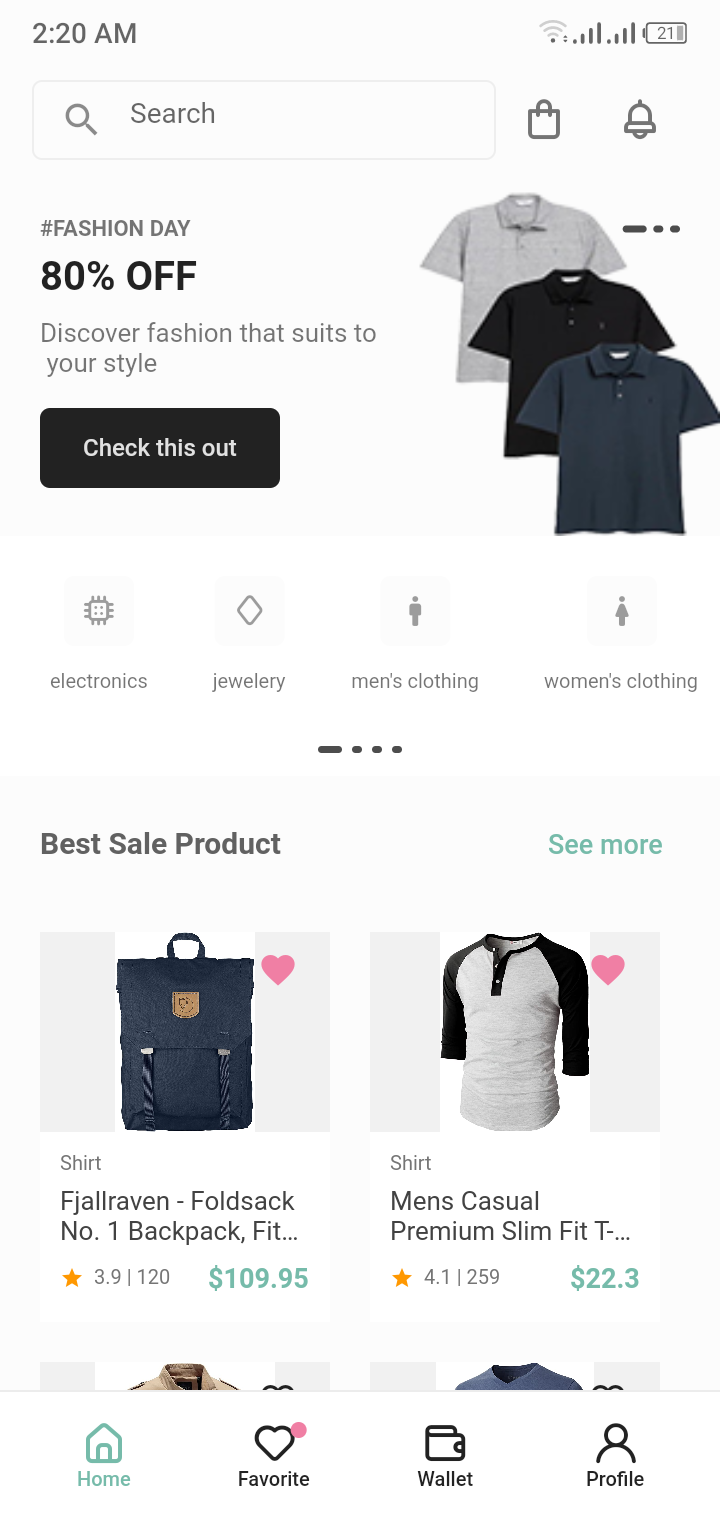 2:20 AM
21
Search
#FASHION DAY
80% OFF
Discover fashion that suits to
your style
Check this out
electronics
jewelery
men's clothing
women's clothing
Best Sale Product
See more
Shirt
Fjallraven - Foldsack
No. 1 Backpack, Fit...
3.9 | 120
$109.95
Shirt
Mens Casual
Premium Slim Fit T-...
4.1 | 259
$22.3
Home
Favorite
Wallet
Profile